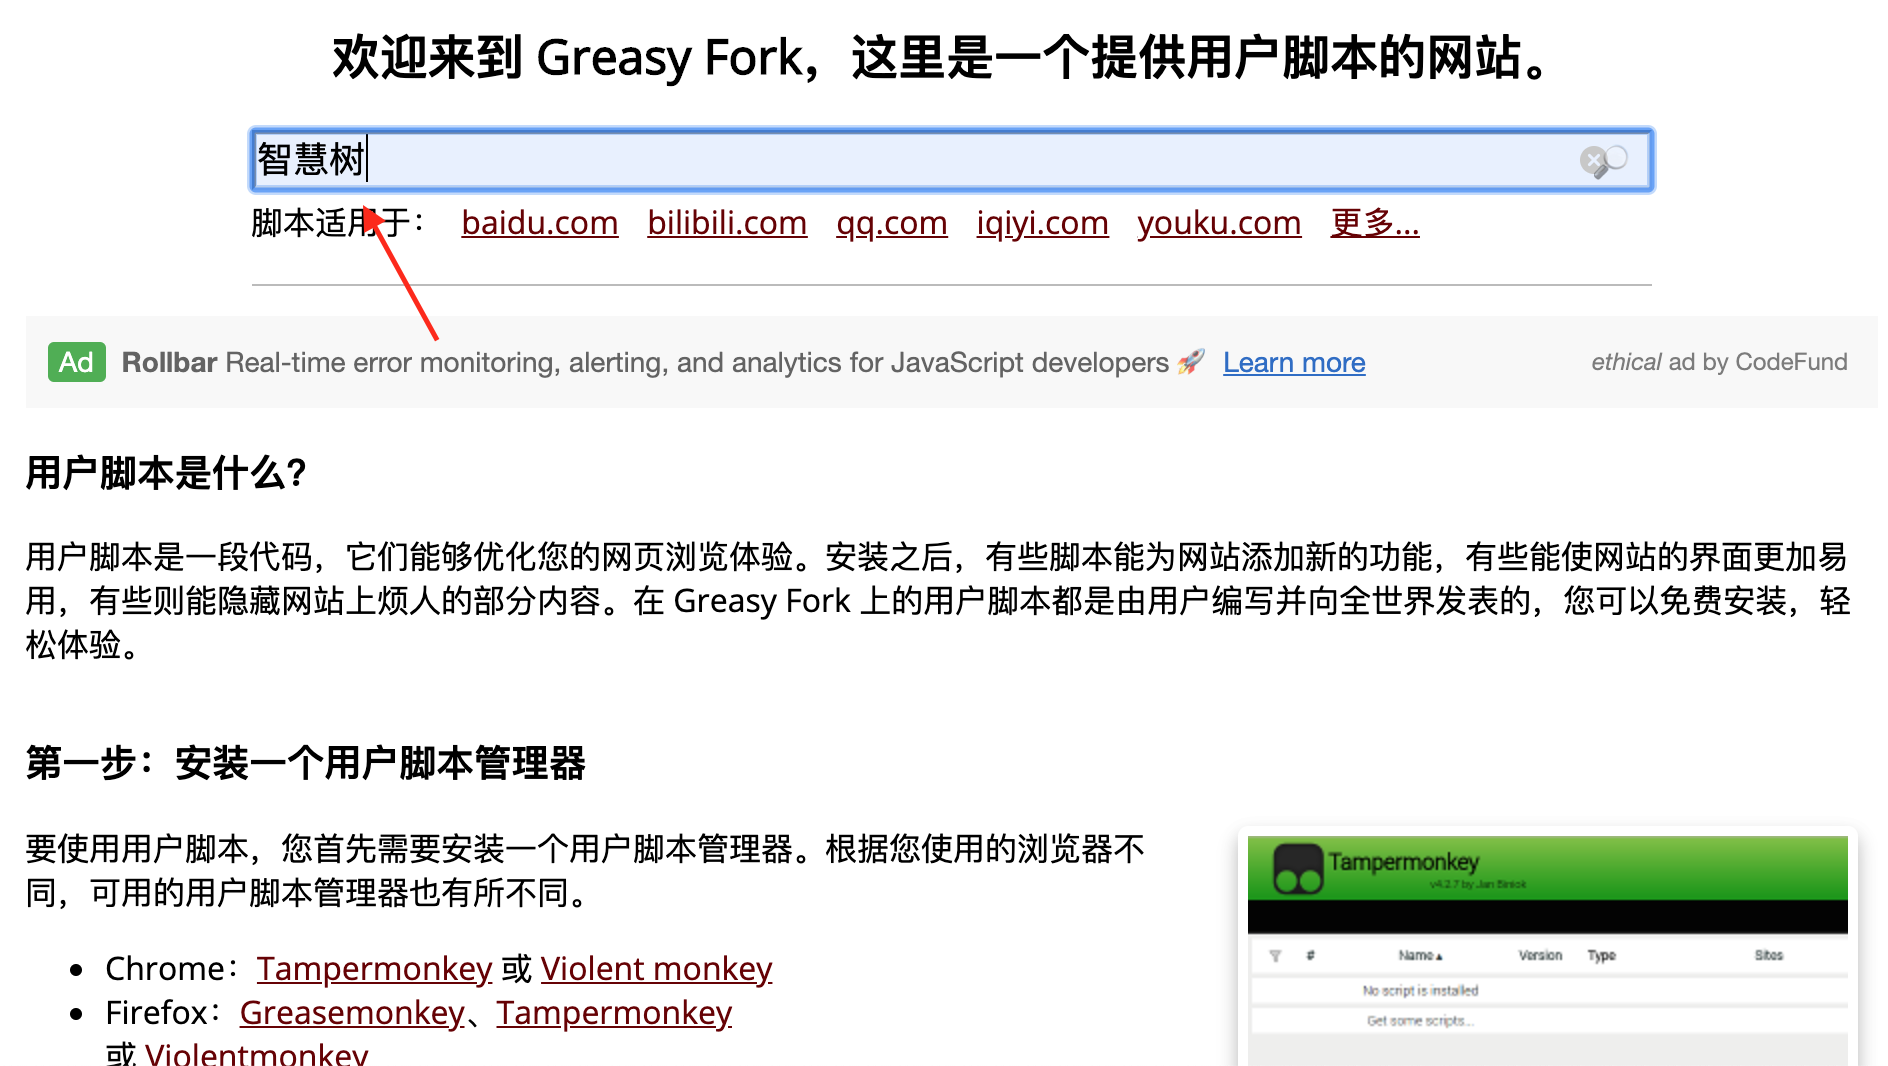 欢迎来到 Greasy Fork，这里是一个提供用户脚本的网站。
智慧树
脚本适用于： baidu.com bilibili.com qq.com iqiyi.com youku.com 更多...
Ad Rollbar Real-time error monitoring, alerting, and analytics for JavaScript developers 🚀 Learn more ethical ad by CodeFund
用户脚本是什么？
用户脚本是一段代码，它们能够优化您的网页浏览体验。安装之后，有些脚本能为网站添加新的功能，有些能使网站的界面更加易
用，有些则能隐藏网站上烦人的部分内容。在 Greasy Fork 上的用户脚本都是由用户编写并向全世界发表的，您可以免费安装，轻
松体验。
第一步：安装一个用户脚本管理器
要使用用户脚本，您首先需要安装一个用户脚本管理器。根据您使用的浏览器不
同，可用的用户脚本管理器也有所不同。
Chrome：Tampermonkey 或 Violent monkey
Firefox：Greasemonkey、Tampermonkey
或 Violentmonkey
Tampermonkey
v4.2.7 by Jan Biniok
# Name▲ Version Type Sites
No script is installed
Get some scripts...